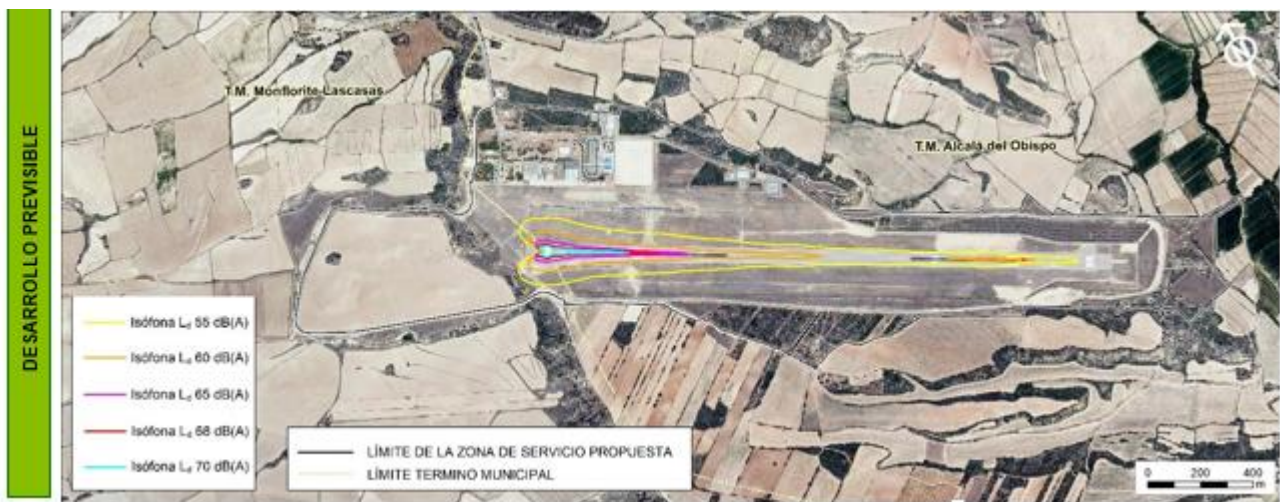 DESARROLLO PREVISIBLE
T.M. Monflorite-Lascasas
T.M. Alcalá del Obispo
N
Isófona Ld 55 dB(A)
Isófona Ld 60 dB(A)
Isófona Ld 65 dB(A)
Isófona Ld 68 dB(A)
Isófona Ld 70 dB(A)
LÍMITE DE LA ZONA DE SERVICIO PROPUESTA
LÍMITE TERMINO MUNICIPAL
0 200 400
m